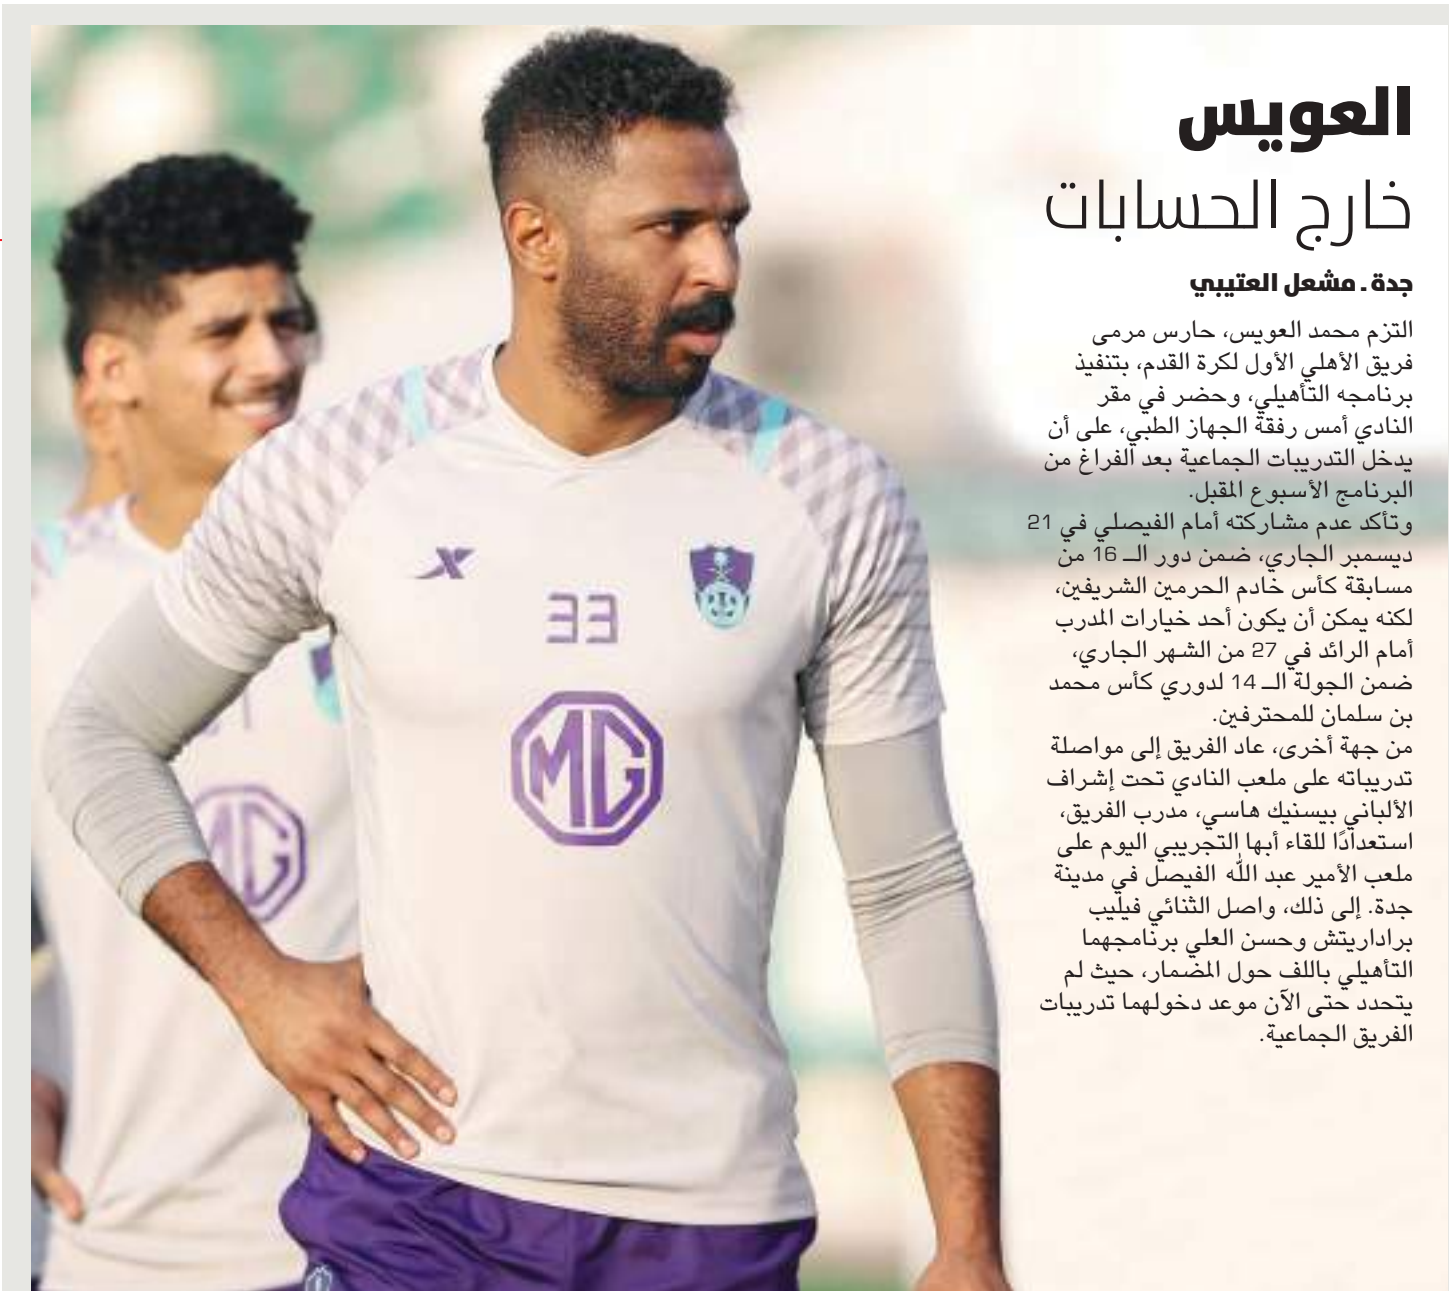 العويس
خارج الحسابات
جدة ـ مشعل العتيبي
التزم محمد العويس، حارس مرمى
فريق الأهلي الأول لكرة القدم، بتنفيذ
برنامجه التأهيلي، وحضر في مقر
النادي أمس رفقة الجهاز الطبي، على أن
يدخل التدريبات الجماعية بعد الفراغ من
البرنامج الأسبوع المقبل.
وتأكد عدم مشاركته أمام الفيصلي في 21
ديسمبر الجاري، ضمن دور الـ 16 من
مسابقة كأس خادم الحرمين الشريفين،
لكنه يمكن أن يكون أحد خيارات المدرب
أمام الرائد في 27 من الشهر الجاري،
ضمن الجولة الـ 14 لدوري كأس محمد
بن سلمان للمحترفين.
من جهة أخرى، عاد الفريق إلى مواصلة
تدريباته على ملعب النادي تحت إشراف
الألباني بيسنيك هاسي، مدرب الفريق،
استعدادًا للقاء أبها التجريبي اليوم على
ملعب الأمير عبد الله الفيصل في مدينة
جدة. إلى ذلك، واصل الثنائي فيليب
براداريتش وحسن العلي برنامجهما
التأهيلي باللف حول المضمار، حيث لم
يتحدد حتى الآن موعد دخولهما تدريبات
الفريق الجماعية.
33
MG
MG